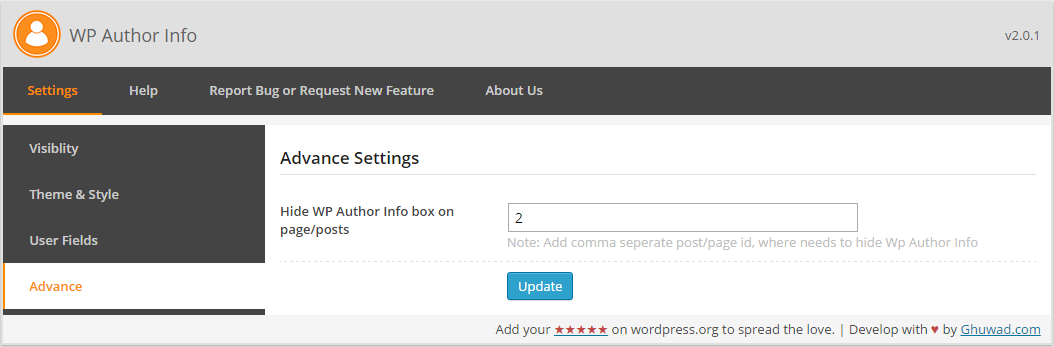 WP Author Info
v2.0.1
Settings Help Report Bug or Request New Feature About Us
Visiblity
Theme & Style
User Fields
Advance
Advance Settings
Hide WP Author Info box on
page/posts
2
Note: Add comma seperate post/page id, where needs to hide Wp Author Info
Update
Add your ★★★★★ on wordpress.org to spread the love. | Develop with ♥ by Ghuwad.com